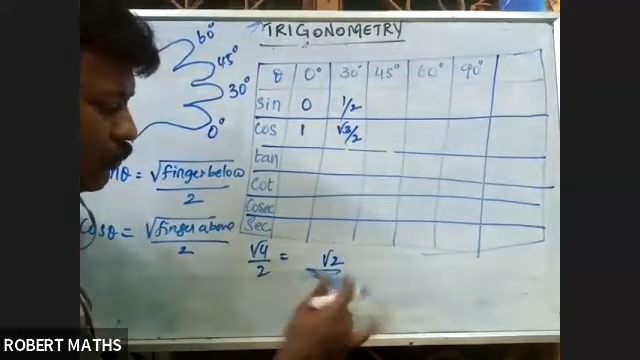 TRIGONOMETRY
60°
45°
30°
0°
θ 0° 30° 45° 60° 90°
sin 0 1/2
cos 1 √3/2
tan
cot
Cosec
Sec
θ = √finger below / 2
Cosθ = √finger above / 2
√4/2 = √2
ROBERT MATHS